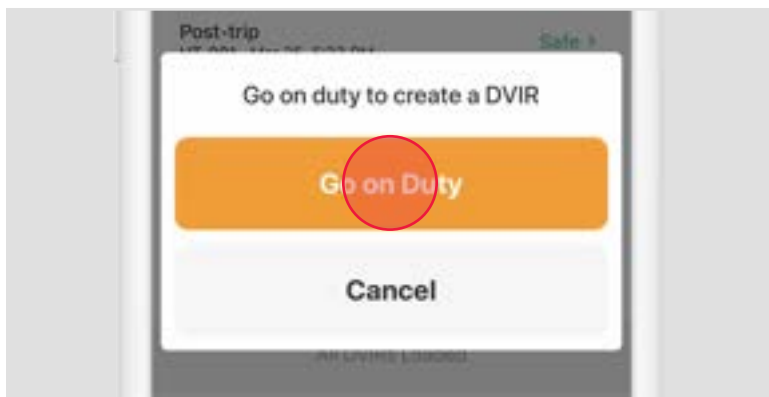 Post-trip
Safe >
Go on duty to create a DVIR
Go on Duty
Cancel
All DVIRs Loaded